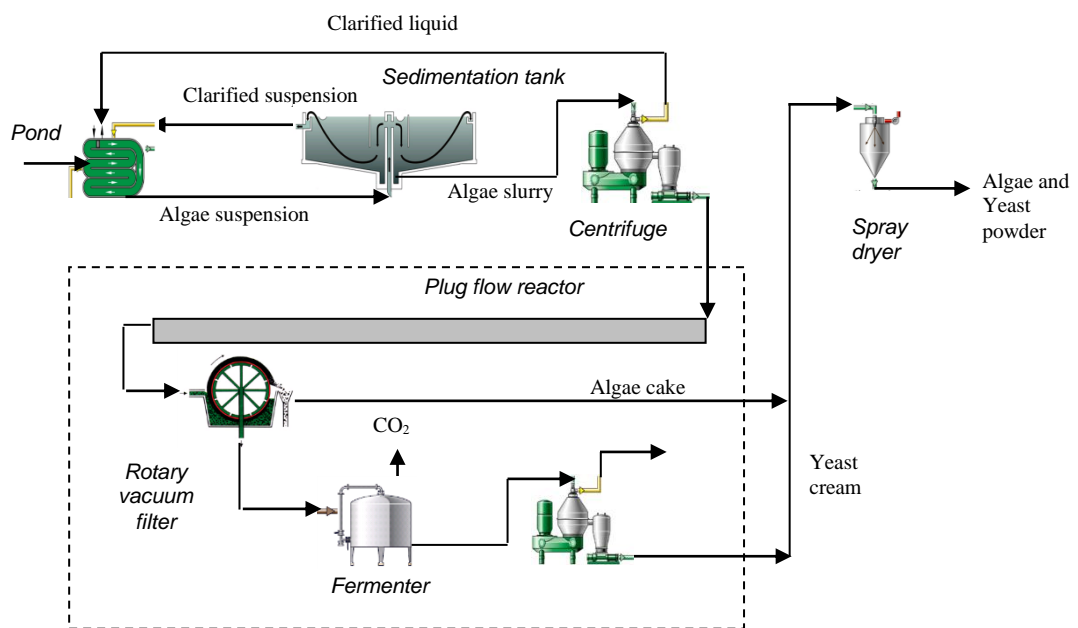 Clarified liquid
Sedimentation tank
Clarified suspension
Pond
Algae suspension
Algae slurry
Centrifuge
Spray
dryer
Algae and
Yeast
powder
Plug flow reactor
Algae cake
CO₂
Rotary
vacuum
filter
Yeast
cream
Fermenter